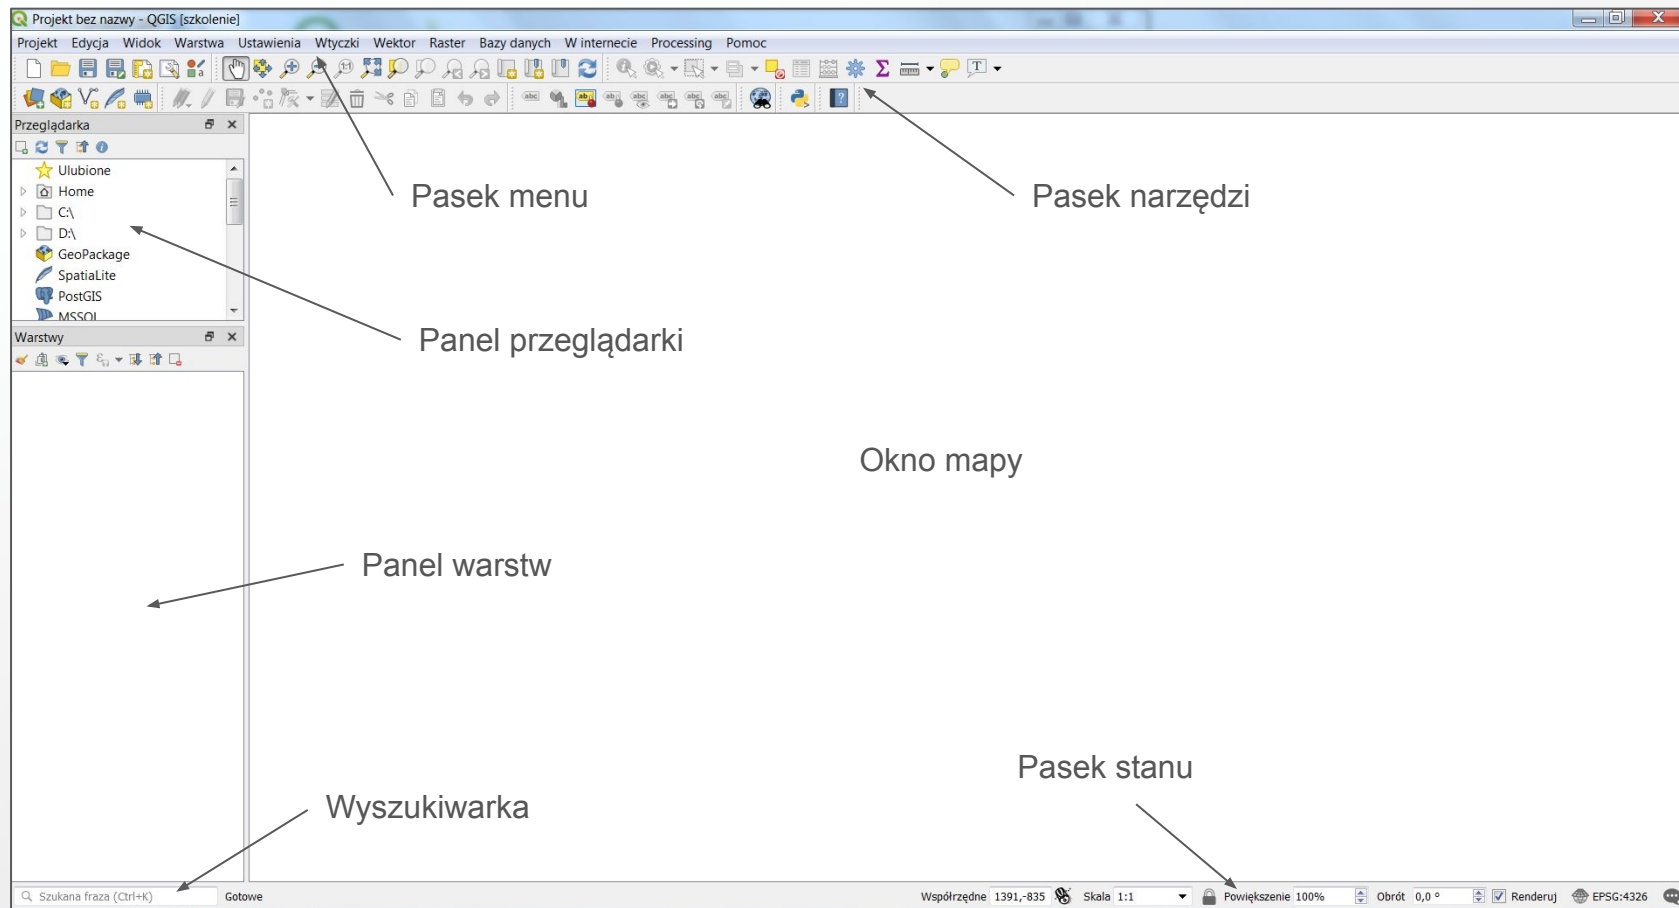 Projekt bez nazwy - QGIS [szkolenie]
Projekt Edycja Widok Warstwa Ustawienia Wtyczki Wektor Raster Bazy danych W internecie Processing Pomoc
Przeglądarka
Ulubione
Home
C:\
D:\
GeoPackage
SpatiaLite
PostGIS
MSSQL
Warstwy
Pasek menu
Pasek narzędzi
Panel przeglądarki
Okno mapy
Panel warstw
Pasek stanu
Wyszukiwarka
Szukana fraza (Ctrl+K) Gotowe Współrzędne 1391,-835 Skala 1:1 Powiększenie 100% Obrót 0,0 ° Renderuj EPSG:4326